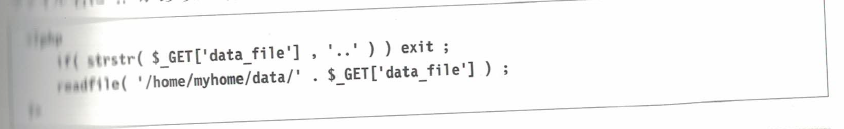 <?php
if( strstr( $_GET['data_file'] , '..' ) ) exit ;
readfile( '/home/myhome/data/' . $_GET['data_file'] ) ;
?>